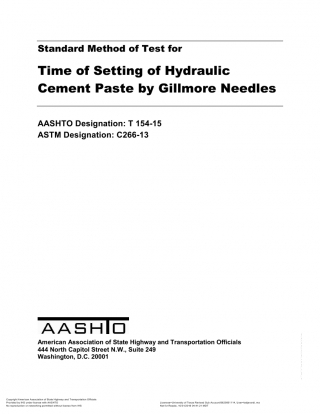 Standard Method of Test for
Time of Setting of Hydraulic
Cement Paste by Gillmore Needles
AASHTO Designation: T 154-15
ASTM Designation: C266-13
AASHTO
American Association of State Highway and Transportation Officials
444 North Capitol Street N.W., Suite 249
Washington, D.C. 20001